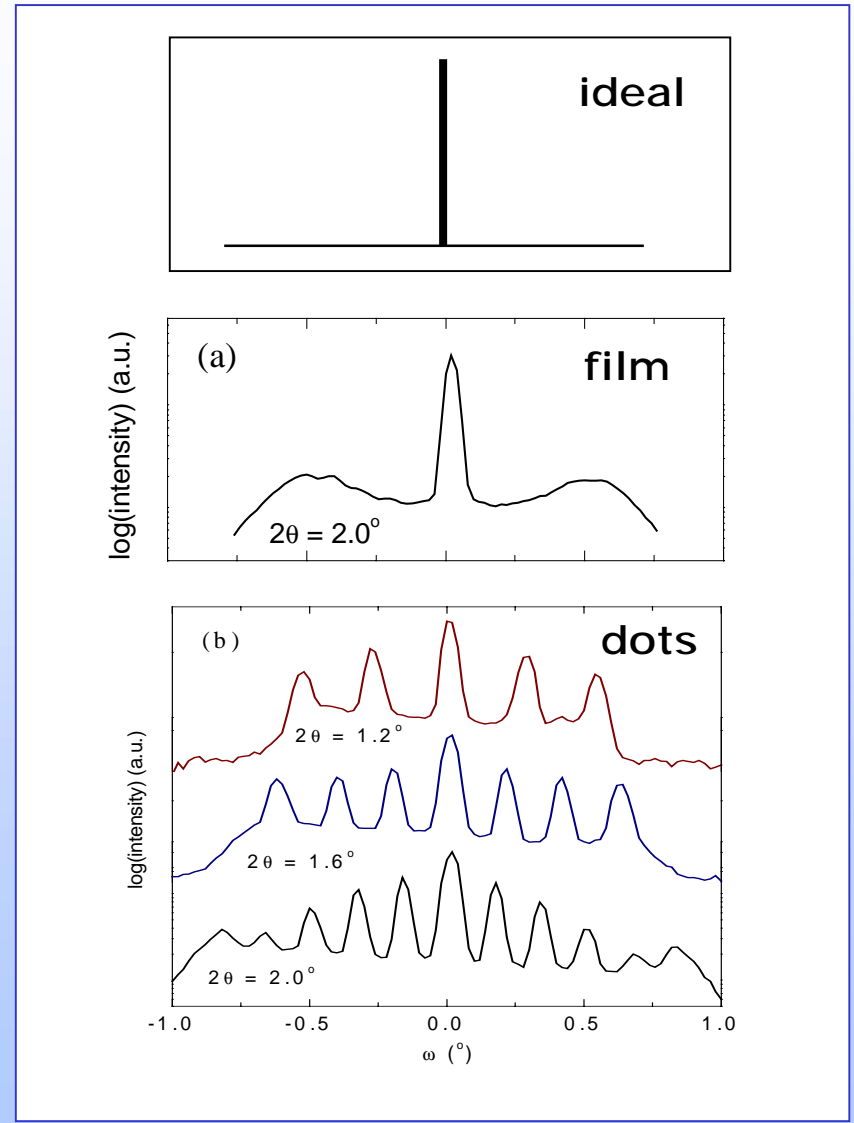 ideal
log(intensity) (a.u.)
(a)
film
2θ = 2.0°
log(intensity) (a.u.)
(b)
dots
2θ = 1.2°
2θ = 1.6°
2θ = 2.0°
-1.0 -0.5 0.0 0.5 1.0
ω (°)